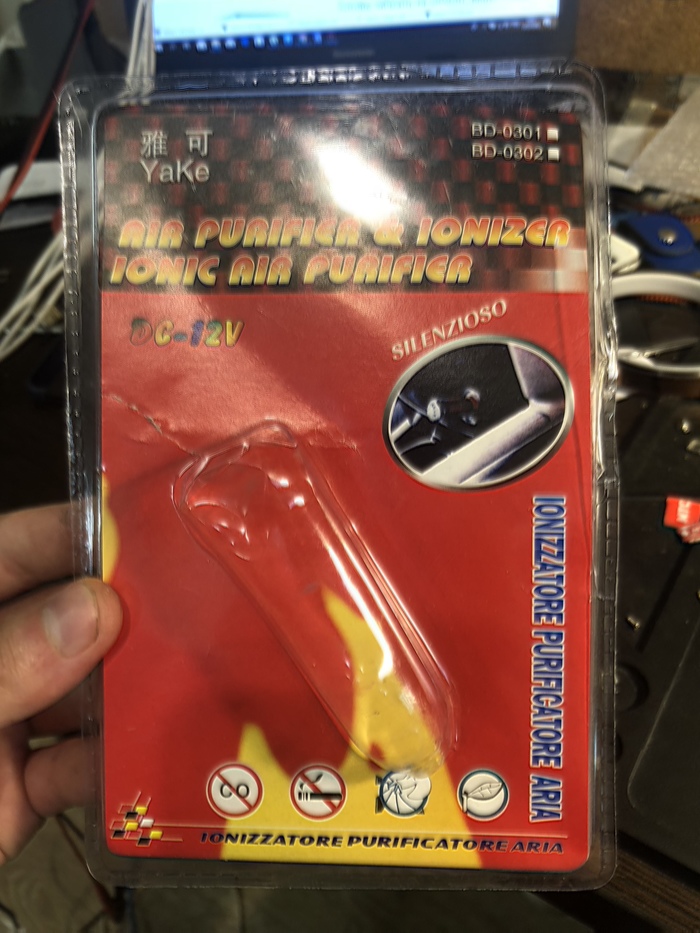 雅可
YaKe
BD-0301
BD-0302
AIR PURIFIER & IONIZER
IONIC AIR PURIFIER
DC-12V
SILENZIOSO
IONIZZATORE PURIFICATORE ARIA
CO
IONIZZATORE PURIFICATORE ARIA